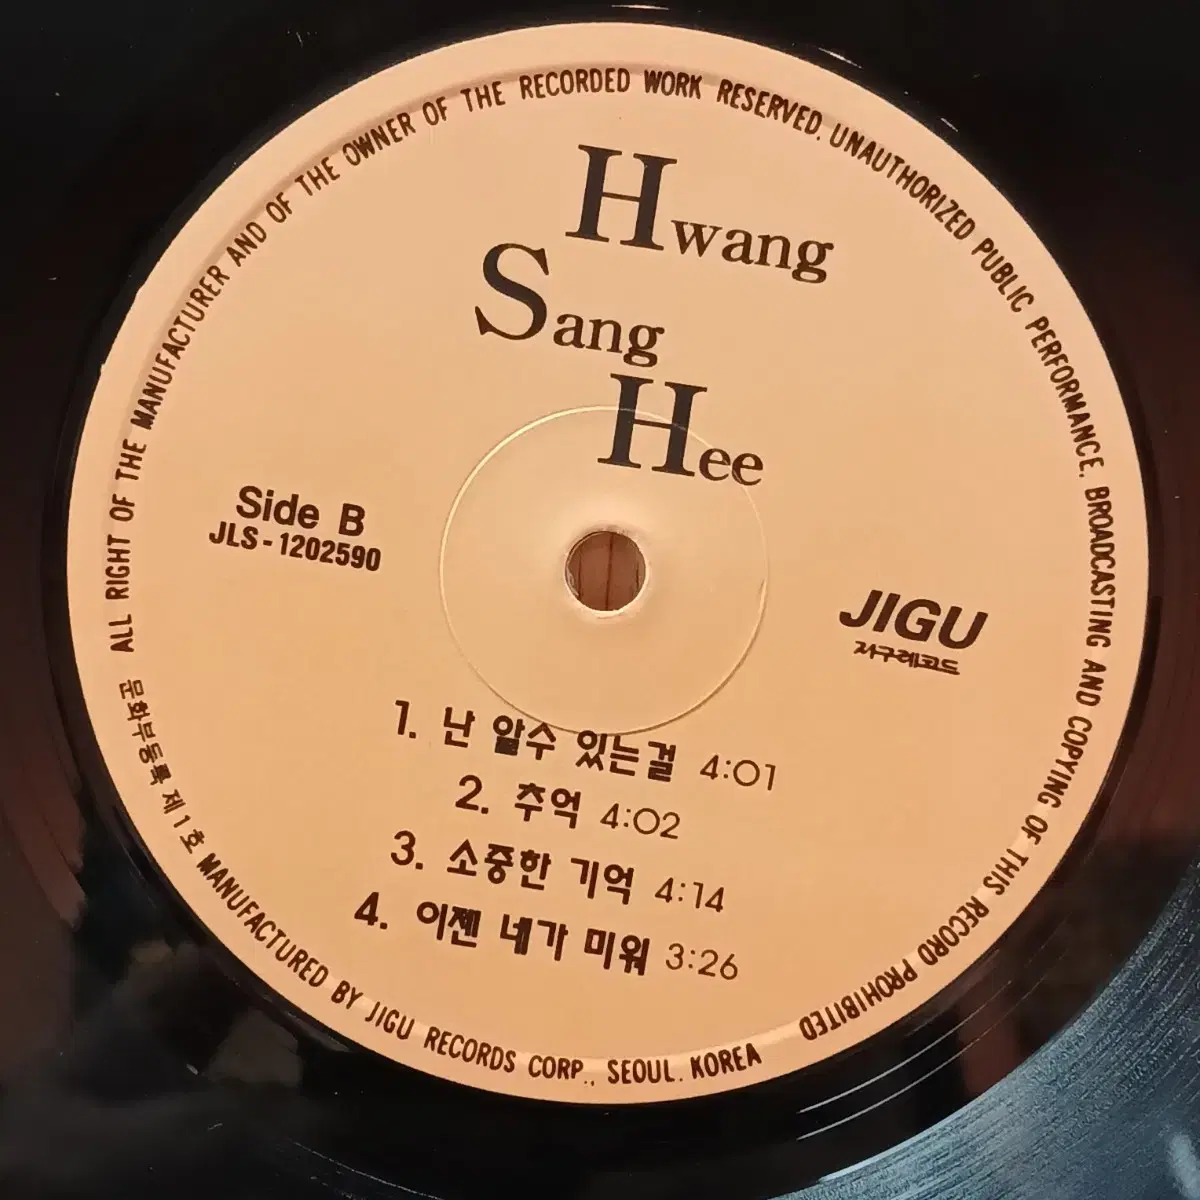 ALL RIGHT OF THE MANUFACTURER AND OF THE OWNER OF THE RECORDED WORK RESERVED. UNAUTHORIZED PUBLIC PERFORMANCE. BROADCASTING AND COPYING OF THIS RECORD PROHIBITED
Hwang
Sang
Hee
Side B
JLS-1202590
JIGU
지구레코드
1. 난 알수 있는걸 4:01
2. 추억 4:02
3. 소중한 기억 4:14
4. 이젠 네가 미워 3:26
문화부등록 제1호 MANUFACTURED BY JIGU RECORDS CORP., SEOUL. KOREA